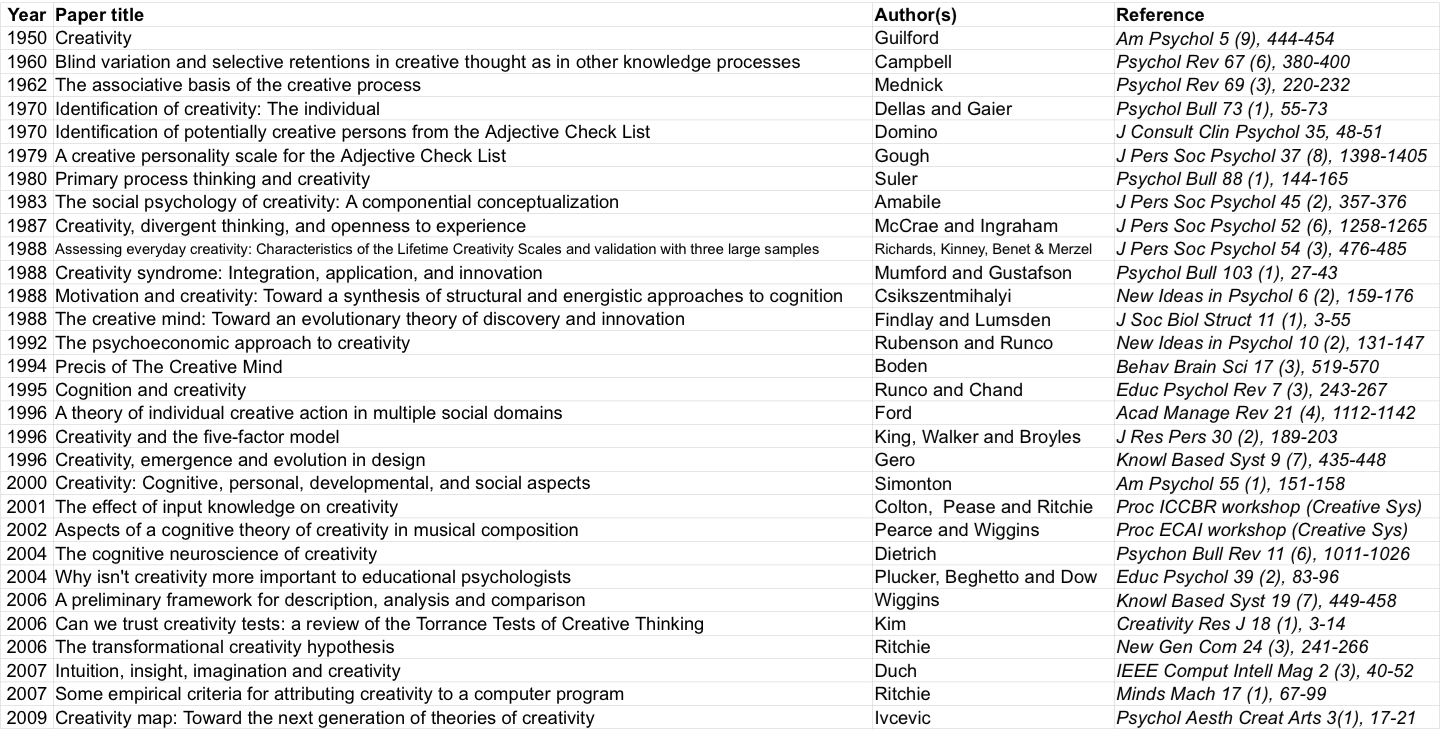 Year Paper title Author(s) Reference
1950 Creativity Guilford Am Psychol 5 (9), 444-454
1960 Blind variation and selective retentions in creative thought as in other knowledge processes Campbell Psychol Rev 67 (6), 380-400
1962 The associative basis of the creative process Mednick Psychol Rev 69 (3), 220-232
1970 Identification of creativity: The individual Dellas and Gaier Psychol Bull 73 (1), 55-73
1970 Identification of potentially creative persons from the Adjective Check List Domino J Consult Clin Psychol 35, 48-51
1979 A creative personality scale for the Adjective Check List Gough J Pers Soc Psychol 37 (8), 1398-1405
1980 Primary process thinking and creativity Suler Psychol Bull 88 (1), 144-165
1983 The social psychology of creativity: A componential conceptualization Amabile J Pers Soc Psychol 45 (2), 357-376
1987 Creativity, divergent thinking, and openness to experience McCrae and Ingraham J Pers Soc Psychol 52 (6), 1258-1265
1988 Assessing everyday creativity: Characteristics of the Lifetime Creativity Scales and validation with three large samples Richards, Kinney, Benet & Merzel J Pers Soc Psychol 54 (3), 476-485
1988 Creativity syndrome: Integration, application, and innovation Mumford and Gustafson Psychol Bull 103 (1), 27-43
1988 Motivation and creativity: Toward a synthesis of structural and energistic approaches to cognition Csikszentmihalyi New Ideas in Psychol 6 (2), 159-176
1988 The creative mind: Toward an evolutionary theory of discovery and innovation Findlay and Lumsden J Soc Biol Struct 11 (1), 3-55
1992 The psychoeconomic approach to creativity Rubenson and Runco New Ideas in Psychol 10 (2), 131-147
1994 Precis of The Creative Mind Boden Behav Brain Sci 17 (3), 519-570
1995 Cognition and creativity Runco and Chand Educ Psychol Rev 7 (3), 243-267
1996 A theory of individual creative action in multiple social domains Ford Acad Manage Rev 21 (4), 1112-1142
1996 Creativity and the five-factor model King, Walker and Broyles J Res Pers 30 (2), 189-203
1996 Creativity, emergence and evolution in design Gero Knowl Based Syst 9 (7), 435-448
2000 Creativity: Cognitive, personal, developmental, and social aspects Simonton Am Psychol 55 (1), 151-158
2001 The effect of input knowledge on creativity Colton, Pease and Ritchie Proc ICCBR workshop (Creative Sys)
2002 Aspects of a cognitive theory of creativity in musical composition Pearce and Wiggins Proc ECAI workshop (Creative Sys)
2004 The cognitive neuroscience of creativity Dietrich Psychon Bull Rev 11 (6), 1011-1026
2004 Why isn't creativity more important to educational psychologists Plucker, Beghetto and Dow Educ Psychol 39 (2), 83-96
2006 A preliminary framework for description, analysis and comparison Wiggins Knowl Based Syst 19 (7), 449-458
2006 Can we trust creativity tests: a review of the Torrance Tests of Creative Thinking Kim Creativity Res J 18 (1), 3-14
2006 The transformational creativity hypothesis Ritchie New Gen Com 24 (3), 241-266
2007 Intuition, insight, imagination and creativity Duch IEEE Comput Intell Mag 2 (3), 40-52
2007 Some empirical criteria for attributing creativity to a computer program Ritchie Minds Mach 17 (1), 67-99
2009 Creativity map: Toward the next generation of theories of creativity Ivcevic Psychol Aesth Creat Arts 3(1), 17-21